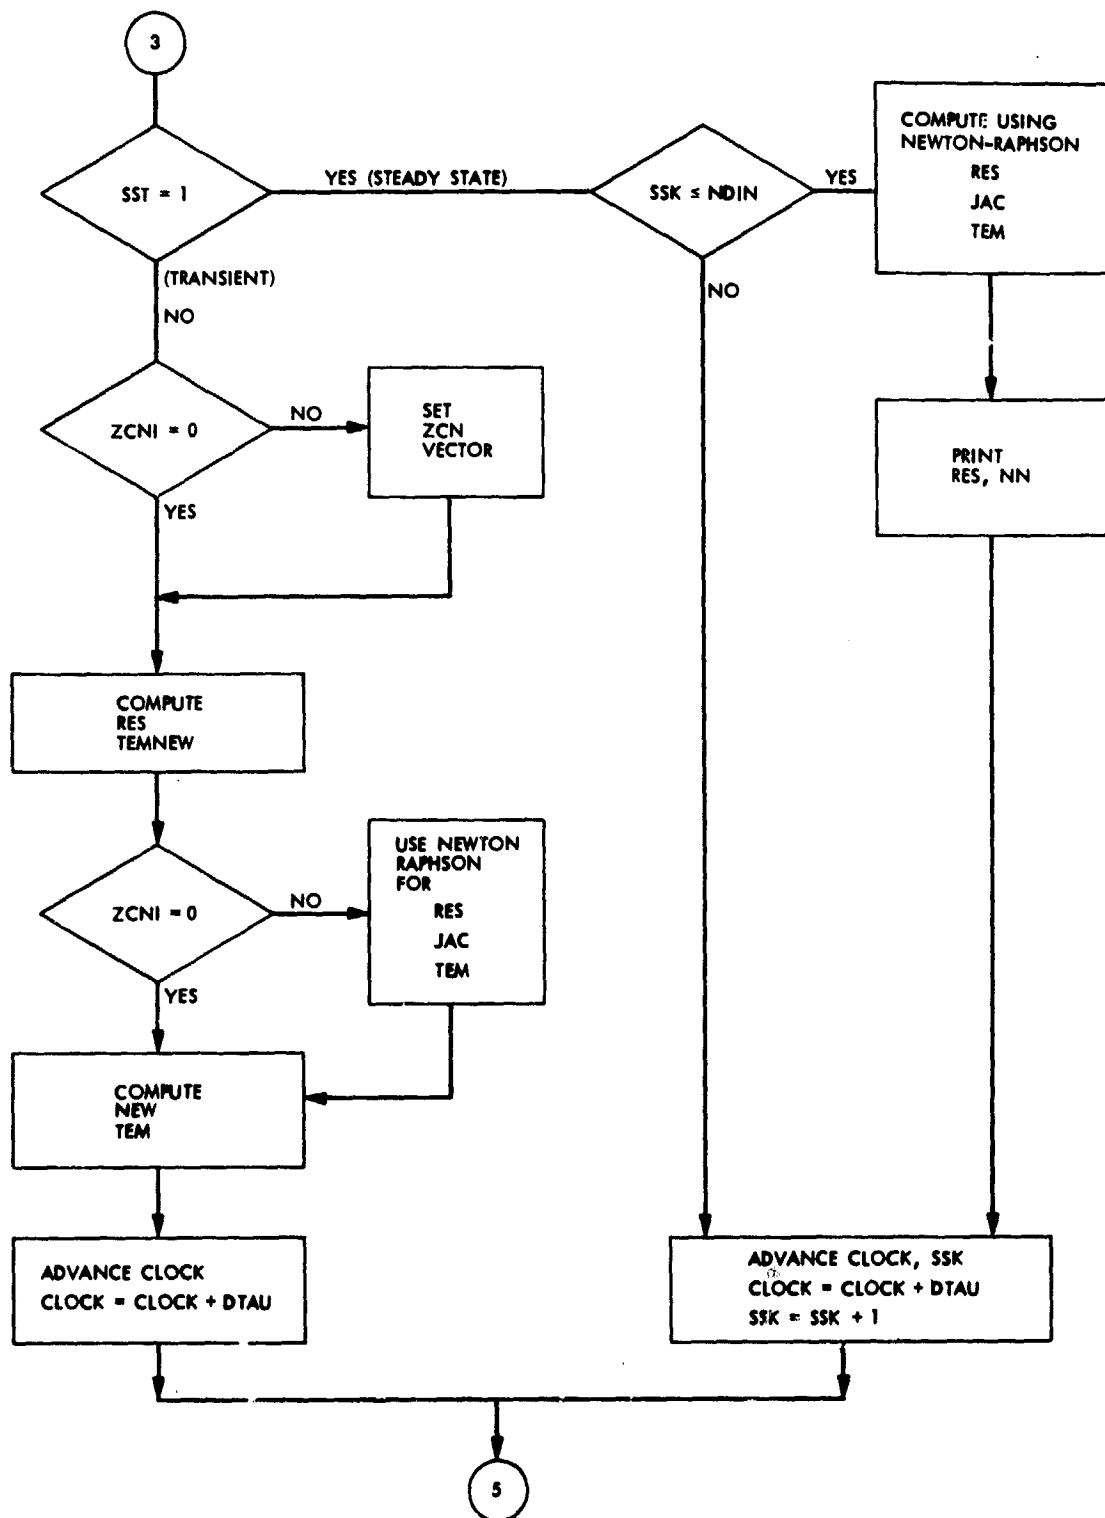 3
SST = 1
YES (STEADY STATE)
SSK ≤ NDIN
YES
COMPUTE USING
NEWTON-RAPHSON
RES
JAC
TEM
(TRANSIENT)
NO
NO
ZCNI = 0
NO
SET
ZCN
VECTOR
PRINT
RES, NN
YES
COMPUTE
RES
TEMNEW
ZCNI = 0
NO
USE NEWTON
RAPHSON
FOR
RES
JAC
TEM
YES
COMPUTE
NEW
TEM
ADVANCE CLOCK
CLOCK = CLOCK + DTAU
ADVANCE CLOCK, SSK
CLOCK = CLOCK + DTAU
SSK = SSK + 1
5